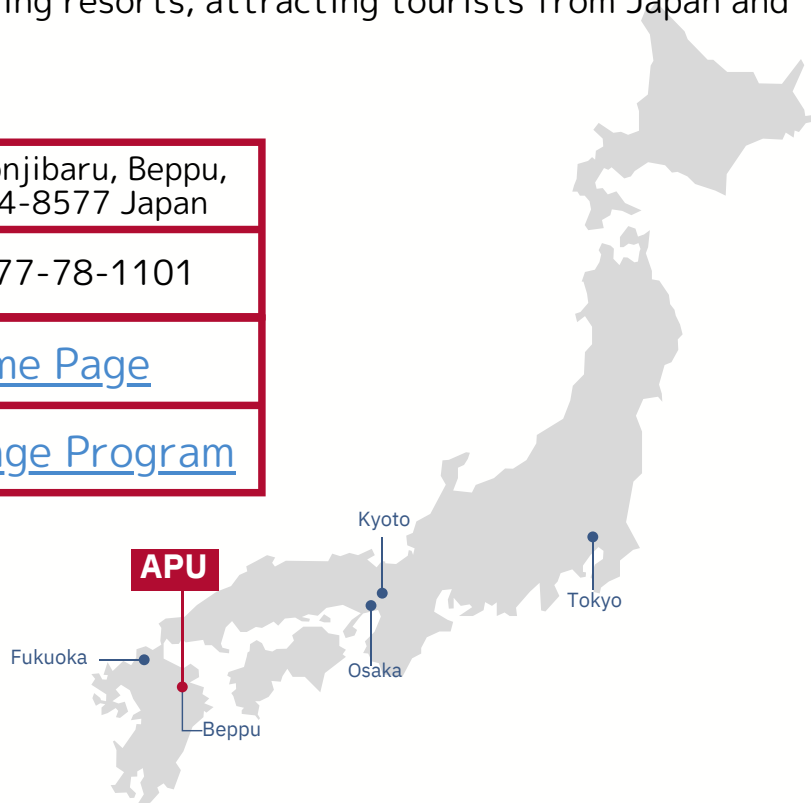 ing resorts, attracting tourists from Japan and
njibaru, Beppu,
4-8577 Japan
77-78-1101
me Page
ge Program
Kyoto
APU
Tokyo
Fukuoka
Osaka
Beppu